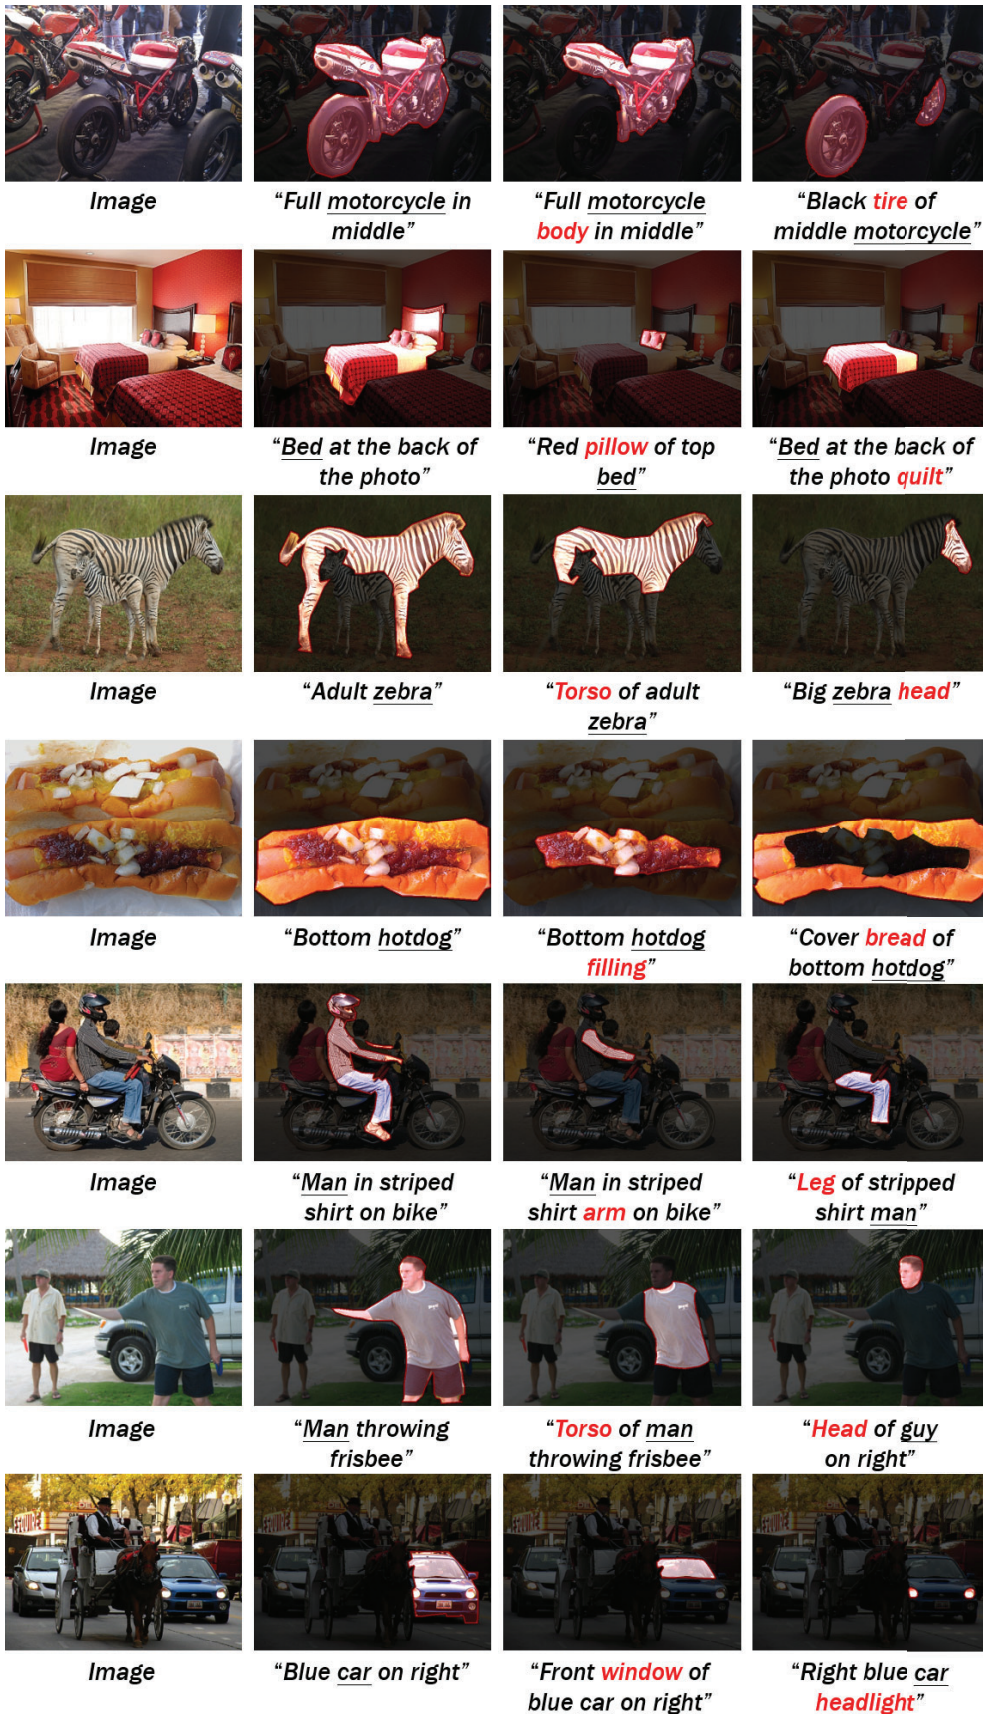 Image
“Full motorcycle in
middle”
“Full motorcycle
body in middle”
“Black tire of
middle motorcycle”
Image
“Bed at the back of
the photo”
“Red pillow of top
bed”
“Bed at the back of
the photo quilt”
Image
“Adult zebra”
“Torso of adult
zebra”
“Big zebra head”
Image
“Bottom hotdog”
“Bottom hotdog
filling”
“Cover bread of
bottom hotdog”
Image
“Man in striped
shirt on bike”
“Man in striped
shirt arm on bike”
“Leg of stripped
shirt man”
Image
“Man throwing
frisbee”
“Torso of man
throwing frisbee”
“Head of guy
on right”
Image
“Blue car on right”
“Front window of
blue car on right”
“Right blue car
headlight”